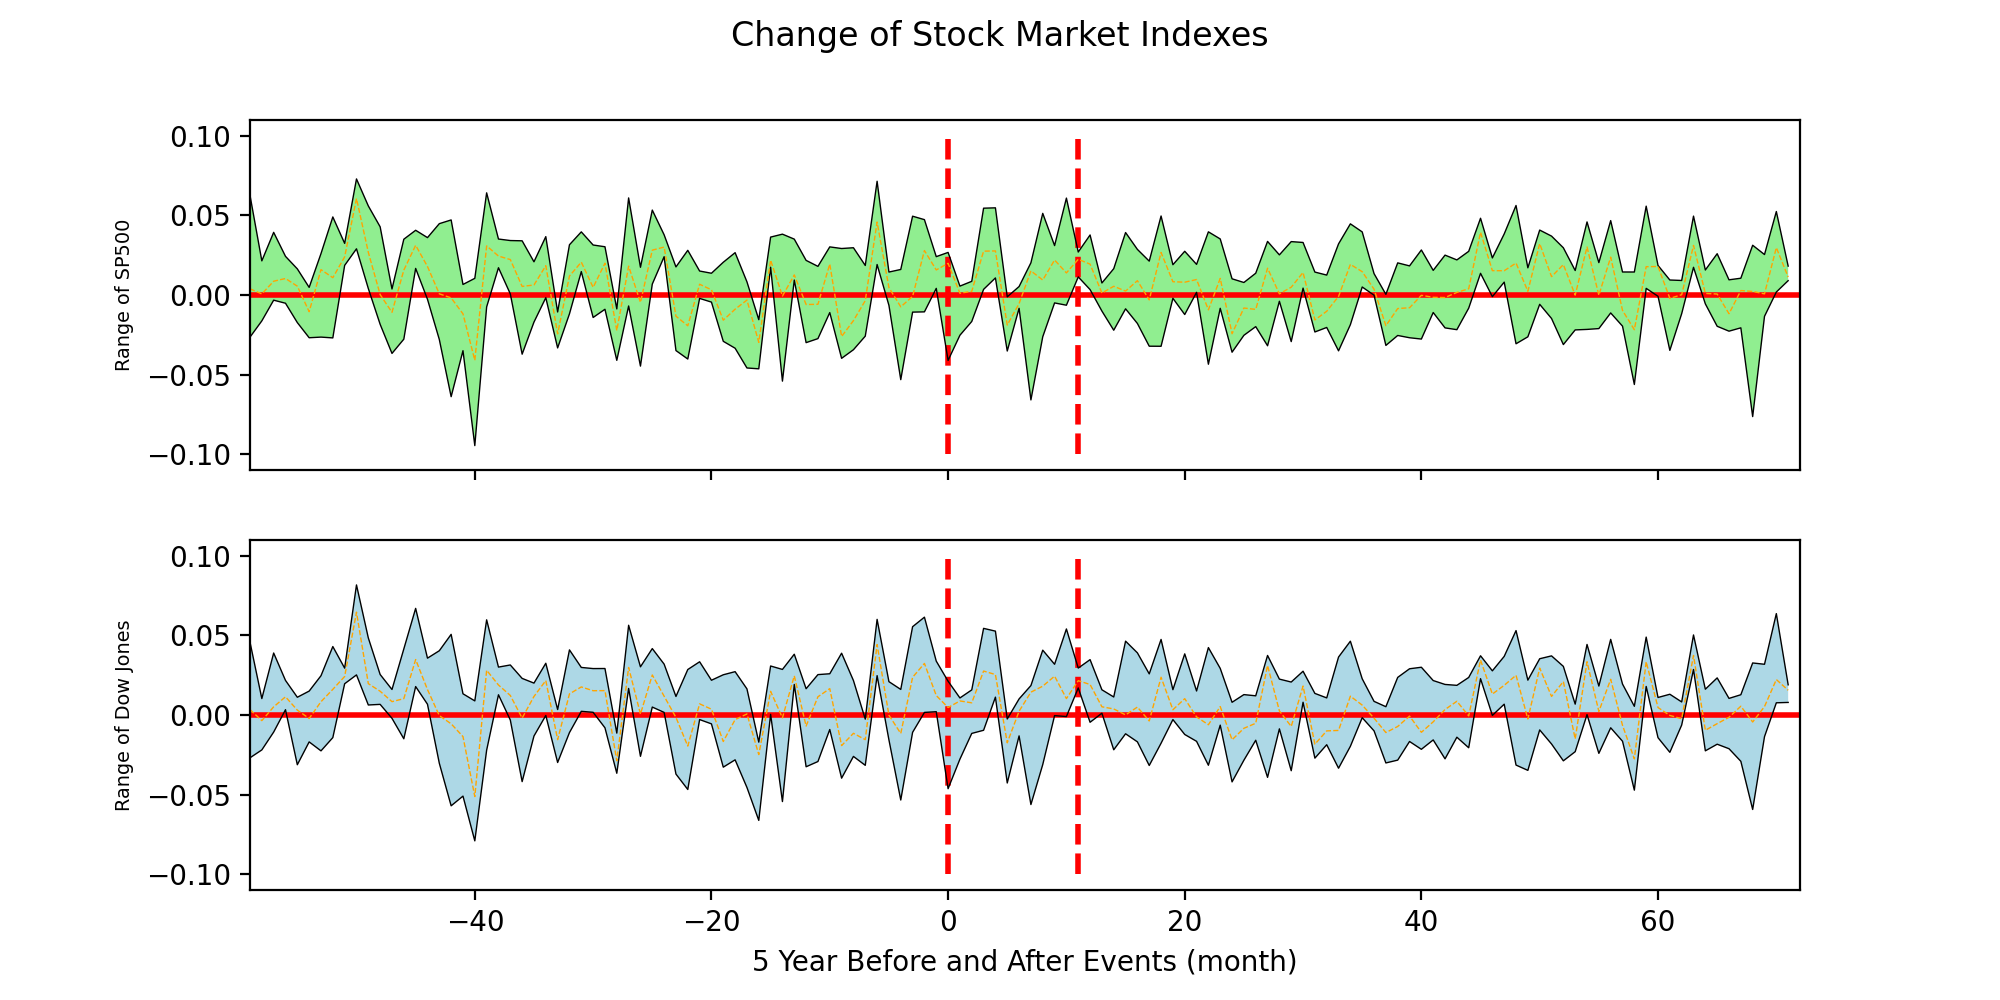 Change of Stock Market Indexes
0.10
0.05
0.00
−0.05
−0.10
Range of SP500
0.10
0.05
0.00
−0.05
−0.10
Range of Dow Jones
−40 −20 0 20 40 60
5 Year Before and After Events (month)